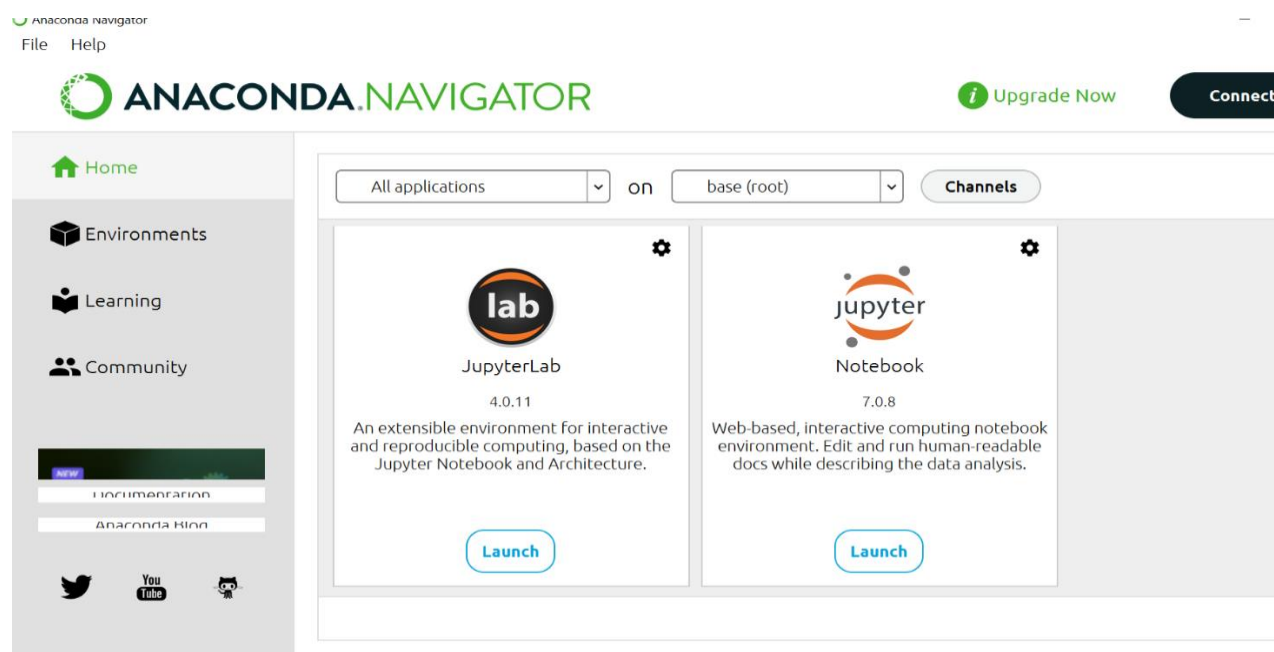 Anaconda Navigator
File Help
ANACONDA.NAVIGATOR
i Upgrade Now
Connect
Home
All applications on base (root) Channels
Environments
Learning
Community
lab
JupyterLab
4.0.11
An extensible environment for interactive
and reproducible computing, based on the
Jupyter Notebook and Architecture.
Launch
jupyter
Notebook
7.0.8
Web-based, interactive computing notebook
environment. Edit and run human-readable
docs while describing the data analysis.
Launch
NEW
Documentation
Anaconda Blog
You
Tube